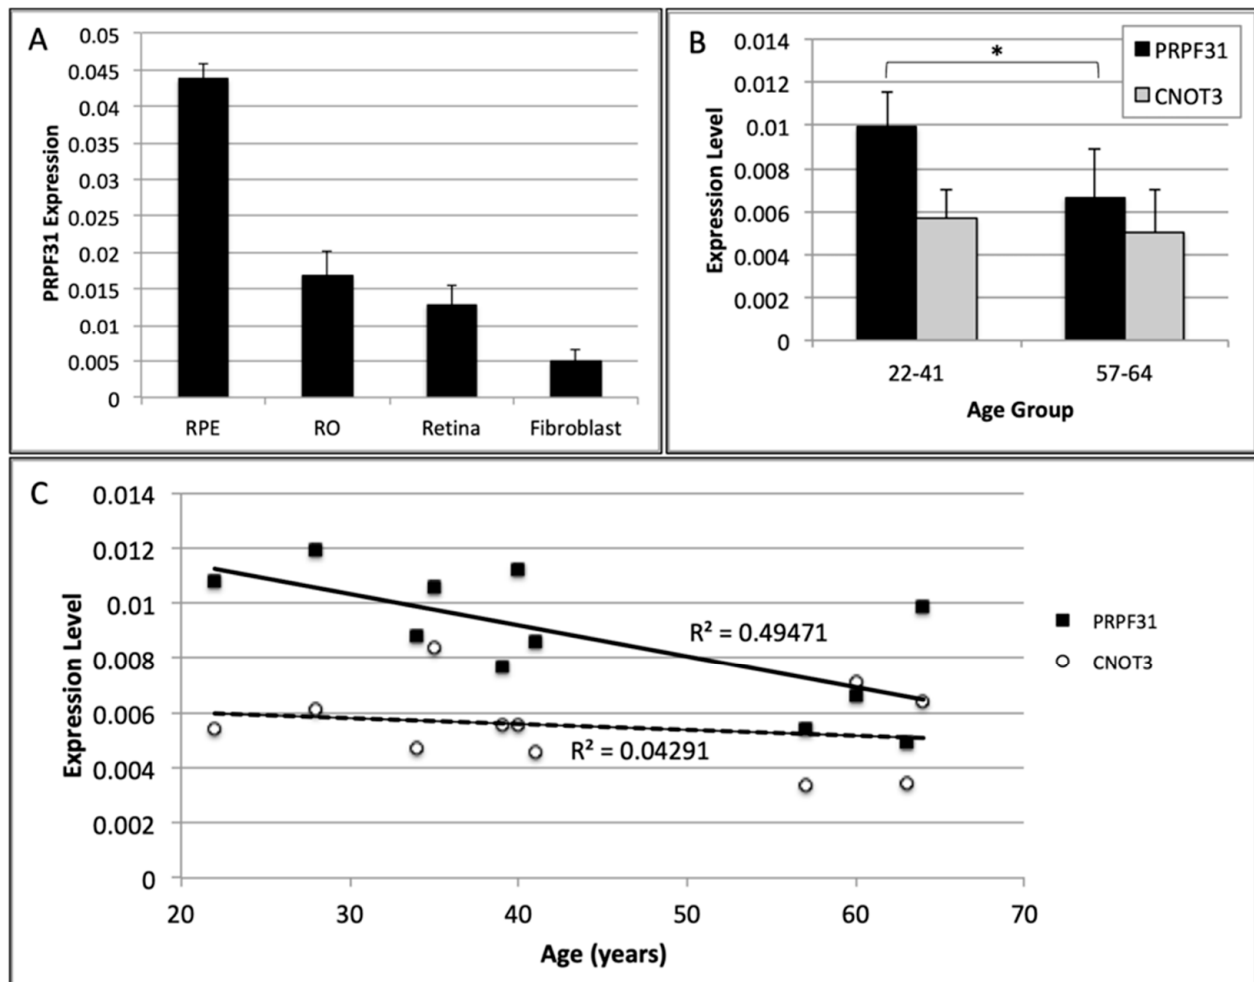 A
0.05
0.045
0.04
0.035
0.03
0.025
0.02
0.015
0.01
0.005
0
PRPF31 Expression
RPE RO Retina Fibroblast
B
0.014
0.012
0.01
0.008
0.006
0.004
0.002
0
Expression Level
*
PRPF31
CNOT3
22-41 57-64
Age Group
C
0.014
0.012
0.01
0.008
0.006
0.004
0.002
0
Expression Level
R² = 0.49471
R² = 0.04291
PRPF31
CNOT3
20 30 40 50 60 70
Age (years)